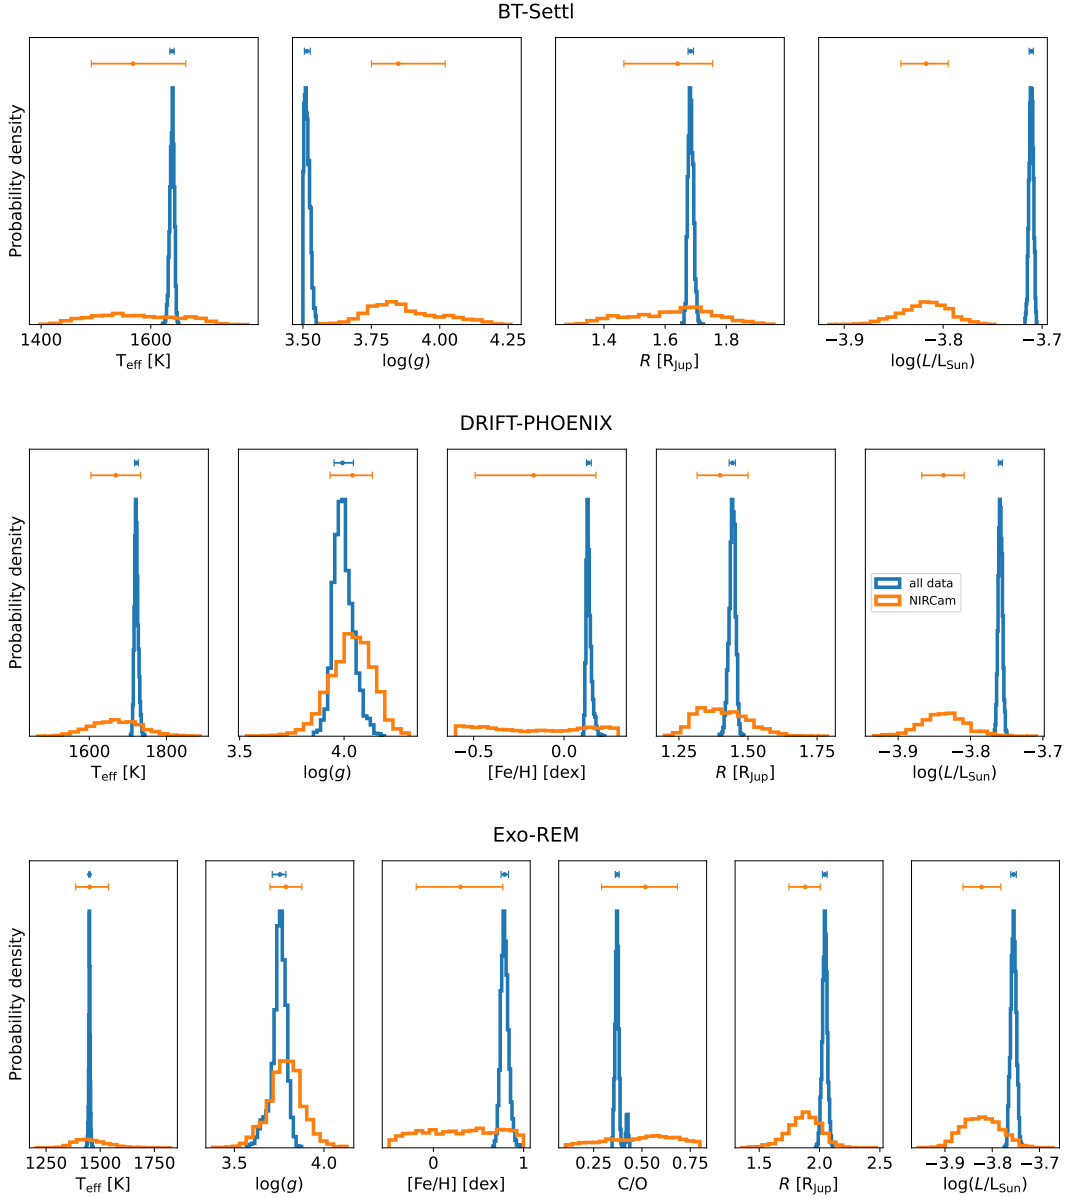 BT-Settl
Probability density
1400 1600
T_eff [K]
3.50 3.75 4.00 4.25
log(g)
1.4 1.6 1.8
R [R_Jup]
−3.9 −3.8 −3.7
log(L/L_Sun)
DRIFT-PHOENIX
Probability density
1600 1800
T_eff [K]
3.5 4.0
log(g)
−0.5 0.0
[Fe/H] [dex]
1.25 1.50 1.75
R [R_Jup]
all data
NIRCam
−3.9 −3.8 −3.7
log(L/L_Sun)
Exo-REM
Probability density
1250 1500 1750
T_eff [K]
3.5 4.0
log(g)
0 1
[Fe/H] [dex]
0.25 0.50 0.75
C/O
1.5 2.0 2.5
R [R_Jup]
−3.9 −3.8 −3.7
log(L/L_Sun)